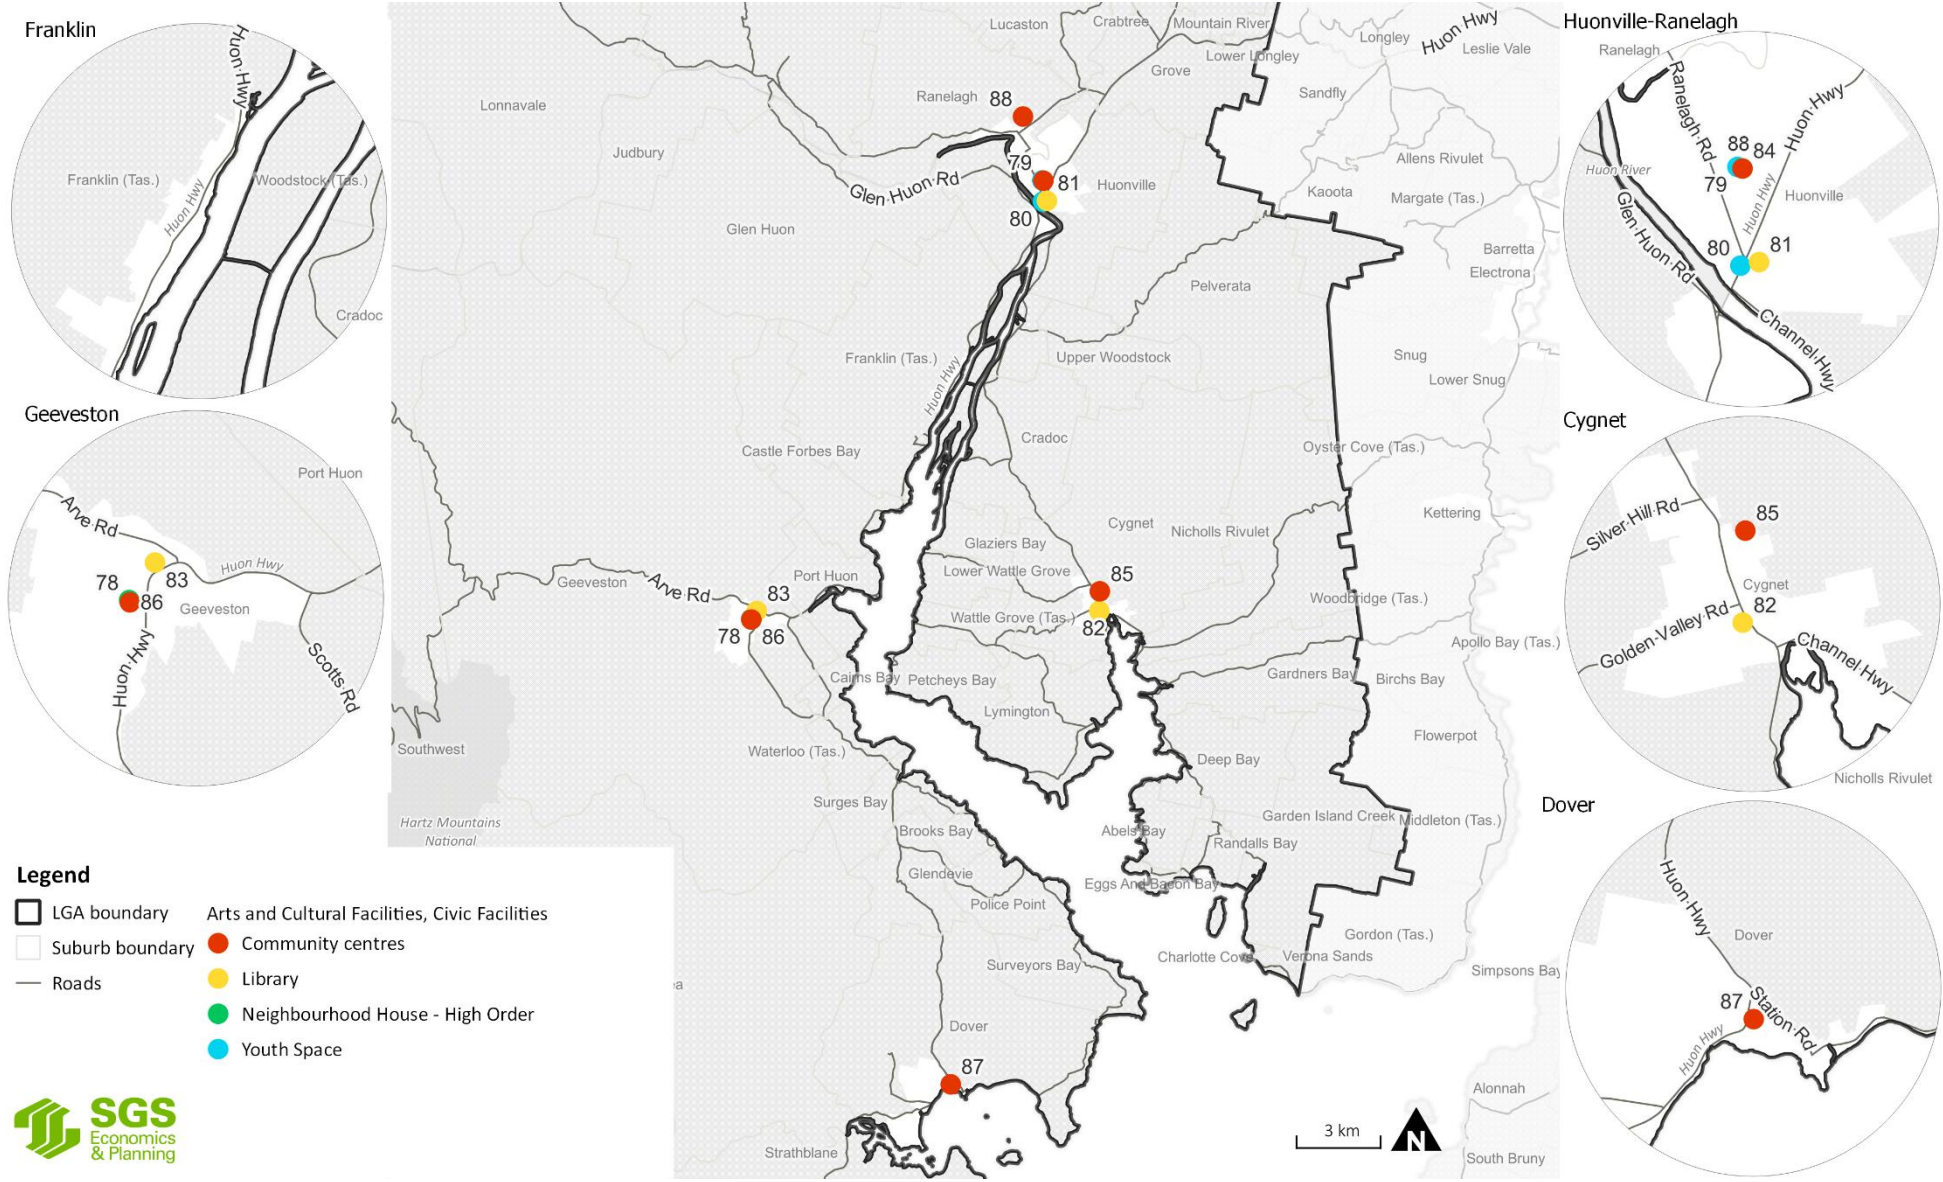 Franklin
Huon Hwy
Franklin (Tas.)
Woodstock (Tas.)
Huon Hwy
Cradoc
Geeveston
Port Huon
Arve Rd
Huon Hwy
83
78
86
Geeveston
Huon Hwy
Scotts Rd
Lucaston
Crabtree
Mountain River
Huon Hwy
Longley
Leslie Vale
Lower Longley
Grove
Lonnavale
Ranelagh
88
Sandfly
Judbury
79
Allens Rivulet
Glen Huon Rd
81
Huonville
Kaoota
Margate (Tas.)
80
Glen Huon
Barretta
Electrona
Pelverata
Franklin (Tas.)
Huon Hwy
Upper Woodstock
Snug
Lower Snug
Castle Forbes Bay
Cradoc
Oyster Cove (Tas.)
Cygnet
Nicholls Rivulet
Kettering
Glaziers Bay
Lower Wattle Grove
85
Geeveston
Arve Rd
Port Huon
83
78
86
Wattle Grove (Tas.)
82
Woodbridge (Tas.)
Apollo Bay (Tas.)
Cairns Bay
Petcheys Bay
Gardners Bay
Birchs Bay
Lymington
Southwest
Waterloo (Tas.)
Deep Bay
Flowerpot
Surges Bay
Hartz Mountains
National
Brooks Bay
Abels Bay
Garden Island Creek
Middleton (Tas.)
Randalls Bay
Glendevie
Eggs And Bacon Bay
Police Point
Gordon (Tas.)
Surveyors Bay
Charlotte Cove
Verona Sands
Simpsons Bay
ea
Dover
87
Alonnah
Strathblane
South Bruny
3 km
N
Huonville-Ranelagh
Ranelagh
Ranelagh Rd
Huon Hwy
88
84
79
Huon River
Huon Hwy
Huonville
Glen Huon Rd
80
81
Channel Hwy
Cygnet
Silver Hill Rd
85
Cygnet
82
Golden Valley Rd
Channel Hwy
Nicholls Rivulet
Dover
Huon Hwy
Dover
87
Station Rd
Huon Hwy
Legend
LGA boundary
Suburb boundary
Roads
Arts and Cultural Facilities, Civic Facilities
Community centres
Library
Neighbourhood House - High Order
Youth Space
SGS
Economics
& Planning